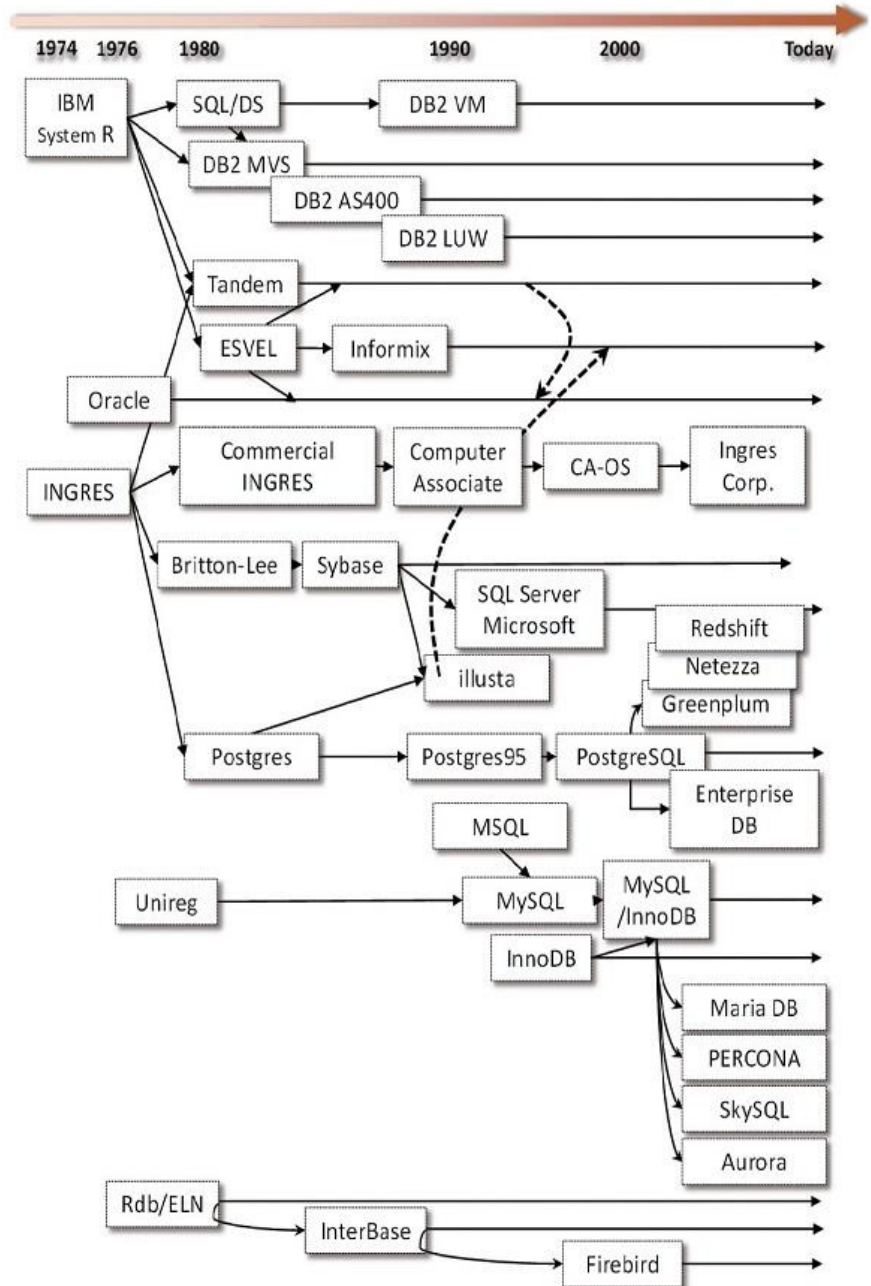 1974 1976 1980 1990 2000 Today
IBM
System R
SQL/DS
DB2 VM
DB2 MVS
DB2 AS400
DB2 LUW
Tandem
ESVEL
Informix
Oracle
INGRES
Commercial
INGRES
Computer
Associate
CA-OS
Ingres
Corp.
Britton-Lee
Sybase
SQL Server
Microsoft
Redshift
Netezza
Greenplum
illusta
Postgres
Postgres95
PostgreSQL
Enterprise
DB
MSQL
Unireg
MySQL
MySQL
/InnoDB
InnoDB
Maria DB
PERCONA
SkySQL
Aurora
Rdb/ELN
InterBase
Firebird